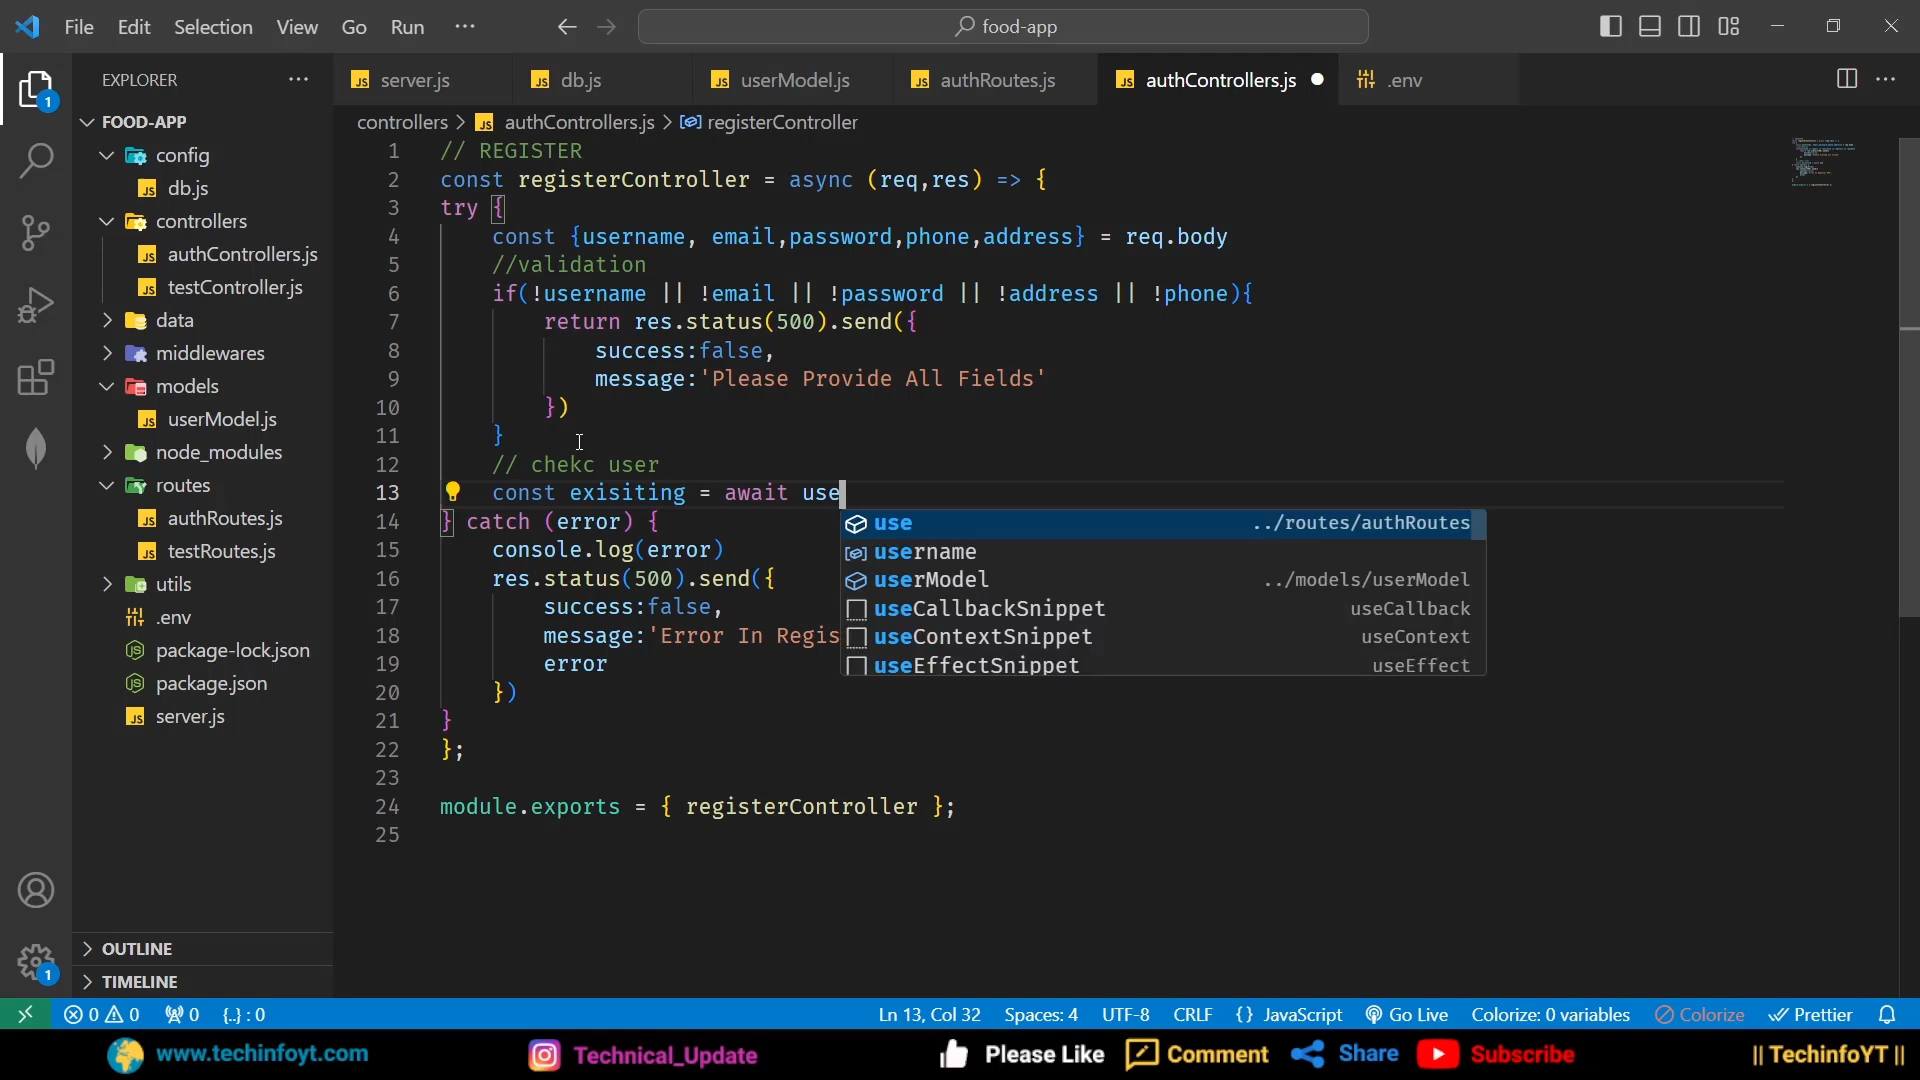 File Edit Selection View Go Run ··· food-app
EXPLORER ···
server.js db.js userModel.js authRoutes.js authControllers.js .env
controllers > authControllers.js > registerController
FOOD-APP
config
db.js
controllers
authControllers.js
testController.js
data
middlewares
models
userModel.js
node_modules
routes
authRoutes.js
testRoutes.js
utils
.env
package-lock.json
package.json
server.js
OUTLINE
TIMELINE
1
1
1 // REGISTER
2 const registerController = async (req,res) => {
3 try {
4 const {username, email,password,phone,address} = req.body
5 //validation
6 if(!username || !email || !password || !address || !phone){
7 return res.status(500).send({
8 success:false,
9 message:'Please Provide All Fields'
10 })
11 }
12 // chekc user
13 const exisiting = await use
14 } catch (error) {
15 console.log(error)
16 res.status(500).send({
17 success:false,
18 message:'Error In Regis
19 error
20 })
21 }
22 };
23
24 module.exports = { registerController };
25
use ../routes/authRoutes
username
userModel ../models/userModel
useCallbackSnippet useCallback
useContextSnippet useContext
useEffectSnippet useEffect
0 0 0 {..} : 0 Ln 13, Col 32 Spaces: 4 UTF-8 CRLF {} JavaScript Go Live Colorize: 0 variables Colorize Prettier
www.techinfoyt.com Technical_Update Please Like Comment Share Subscribe || TechinfoYT ||